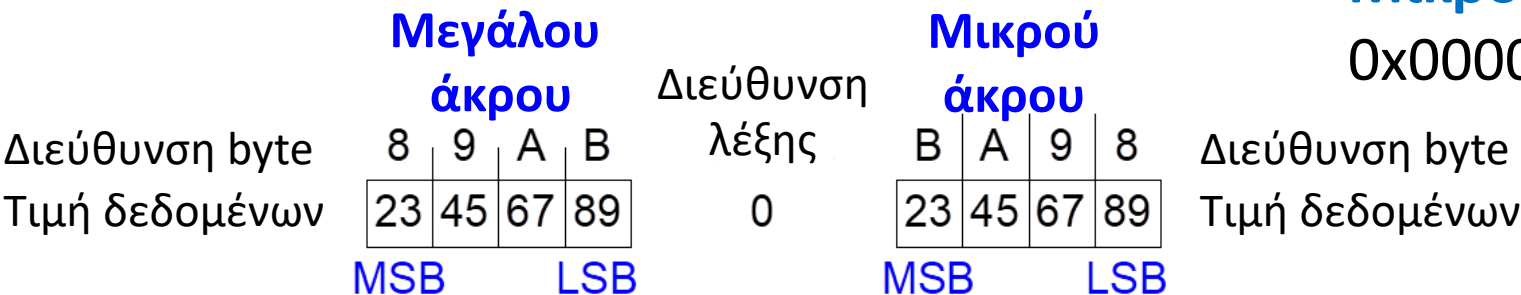 Μεγάλου
άκρου
Διεύθυνση
λέξης
Μικρού
άκρου
0x0000
Διεύθυνση byte 8 9 A B B A 9 8 Διεύθυνση byte
Τιμή δεδομένων 23 45 67 89 0 23 45 67 89 Τιμή δεδομένων
MSB LSB MSB LSB